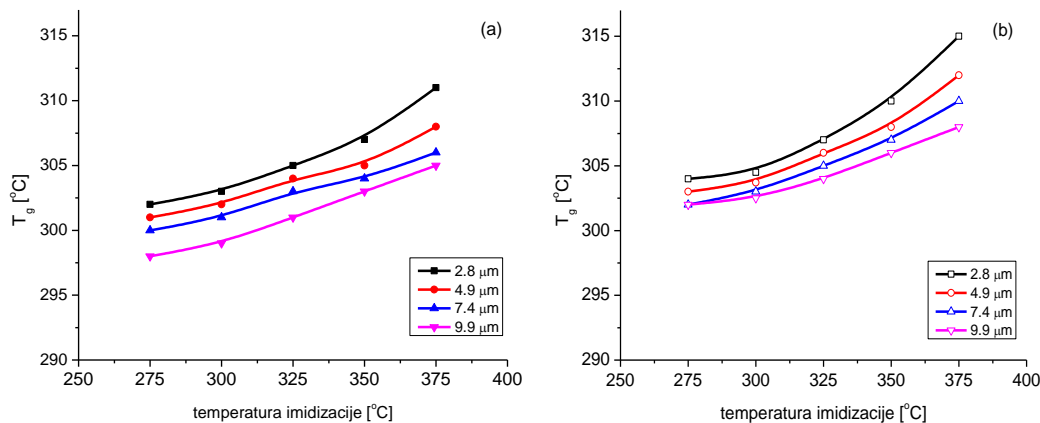 (a)
315
310
305
300
295
290
T_g [°C]
2.8 μm
4.9 μm
7.4 μm
9.9 μm
250 275 300 325 350 375 400
temperatura imidizacije [°C]
(b)
315
310
305
300
295
290
T_g [°C]
2.8 μm
4.9 μm
7.4 μm
9.9 μm
250 275 300 325 350 375 400
temperatura imidizacije [°C]